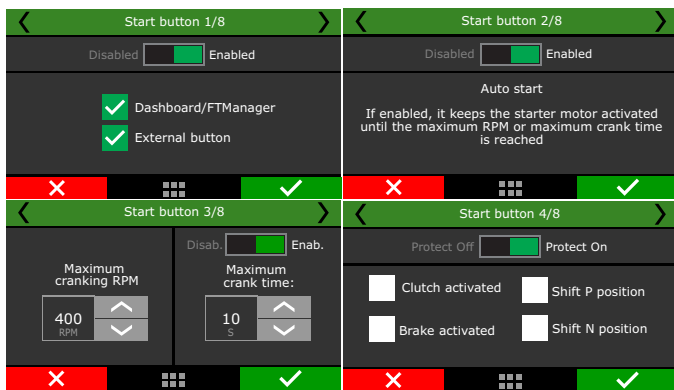 Start button 1/8
Disabled Enabled
Dashboard/FTManager
External button
Start button 2/8
Disabled Enabled
Auto start
If enabled, it keeps the starter motor activated
until the maximum RPM or maximum crank time
is reached
Start button 3/8
Disab. Enab.
Maximum
cranking RPM
400
RPM
Maximum
crank time:
10
S
Start button 4/8
Protect Off Protect On
Clutch activated
Shift P position
Brake activated
Shift N position